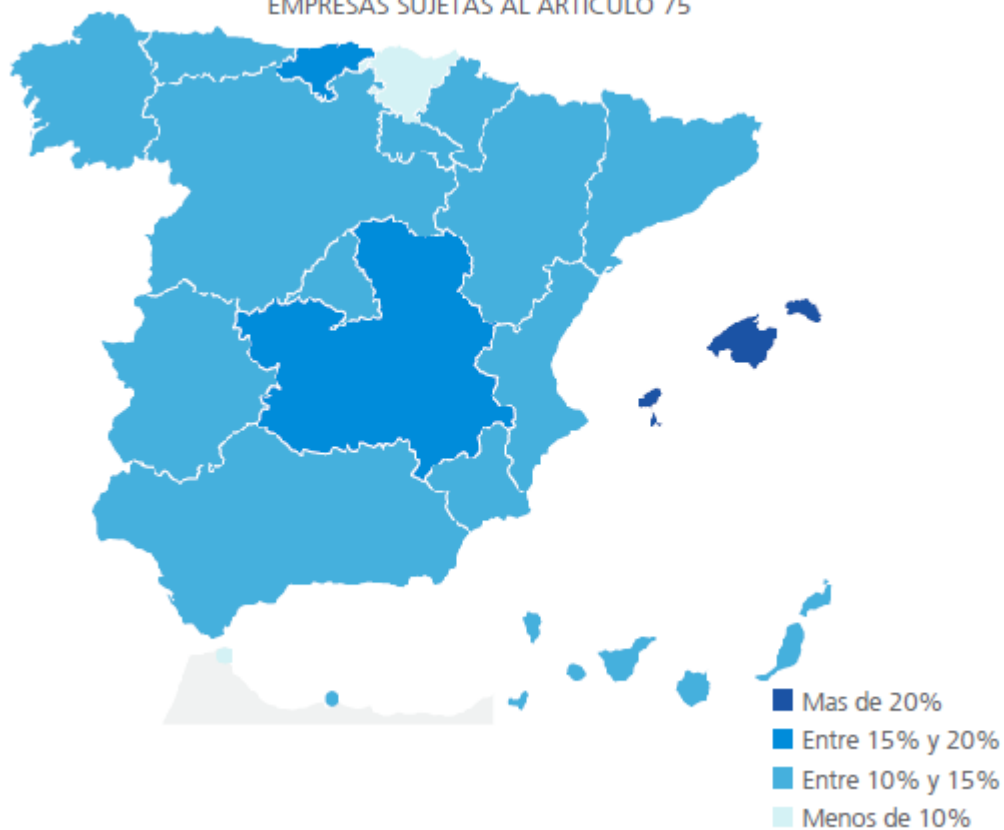 EMPRESAS SUJETAS AL ARTÍCULO 75
Mas de 20%
Entre 15% y 20%
Entre 10% y 15%
Menos de 10%